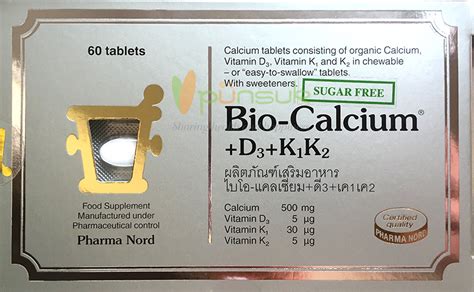 60 tablets
Calcium tablets consisting of organic Calcium,
Vitamin D3, Vitamin K1 and K2 in chewable
– or "easy-to-swallow" tablets.
With sweeteners.
SUGAR FREE
punsuk
Bio-Calcium®
+D3+K1K2
ผลิตภัณฑ์เสริมอาหาร
ไบโอ-แคลเซียม+ดี3+เค1เค2
Calcium 500 mg
Vitamin D3 5 µg
Vitamin K1 30 µg
Vitamin K2 5 µg
Food Supplement
Manufactured under
Pharmaceutical control
Pharma Nord
Certified
quality
PHARMA NORD